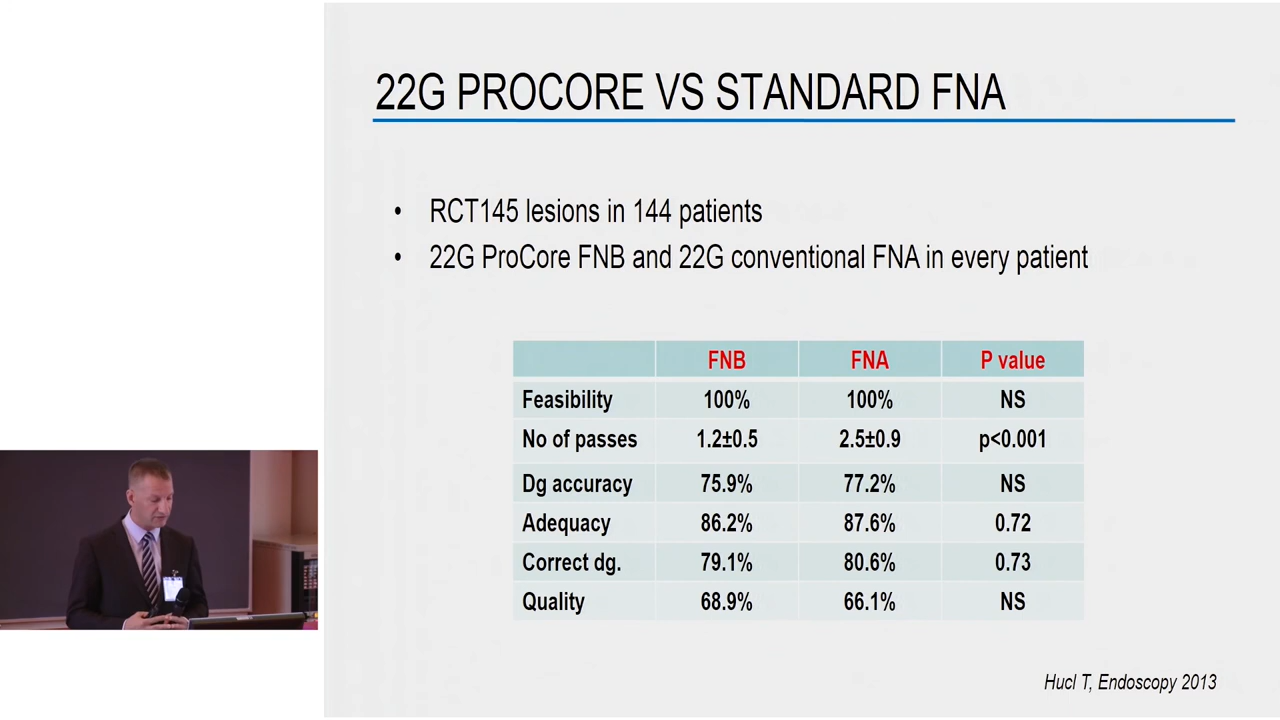 22G PROCORE VS STANDARD FNA
• RCT145 lesions in 144 patients
• 22G ProCore FNB and 22G conventional FNA in every patient
FNB FNA P value
Feasibility 100% 100% NS
No of passes 1.2±0.5 2.5±0.9 p<0.001
Dg accuracy 75.9% 77.2% NS
Adequacy 86.2% 87.6% 0.72
Correct dg. 79.1% 80.6% 0.73
Quality 68.9% 66.1% NS
Hucl T, Endoscopy 2013